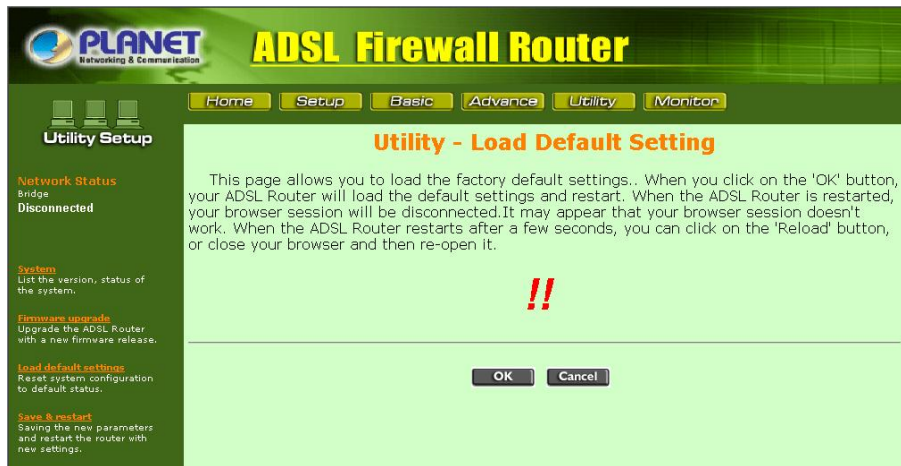 PLANET
Networking & Communication
ADSL Firewall Router
Home
Setup
Basic
Advance
Utility
Monitor
Utility Setup
Network Status
Bridge
Disconnected
System
List the version, status of
the system.
Firmware upgrade
Upgrade the ADSL Router
with a new firmware release.
Load default settings
Reset system configuration
to default status.
Save & restart
Saving the new parameters
and restart the router with
new settings.
Utility - Load Default Setting
This page allows you to load the factory default settings.. When you click on the 'OK' button,
your ADSL Router will load the default settings and restart. When the ADSL Router is restarted,
your browser session will be disconnected.It may appear that your browser session doesn't
work. When the ADSL Router restarts after a few seconds, you can click on the 'Reload' button,
or close your browser and then re-open it.
!!
OK
Cancel